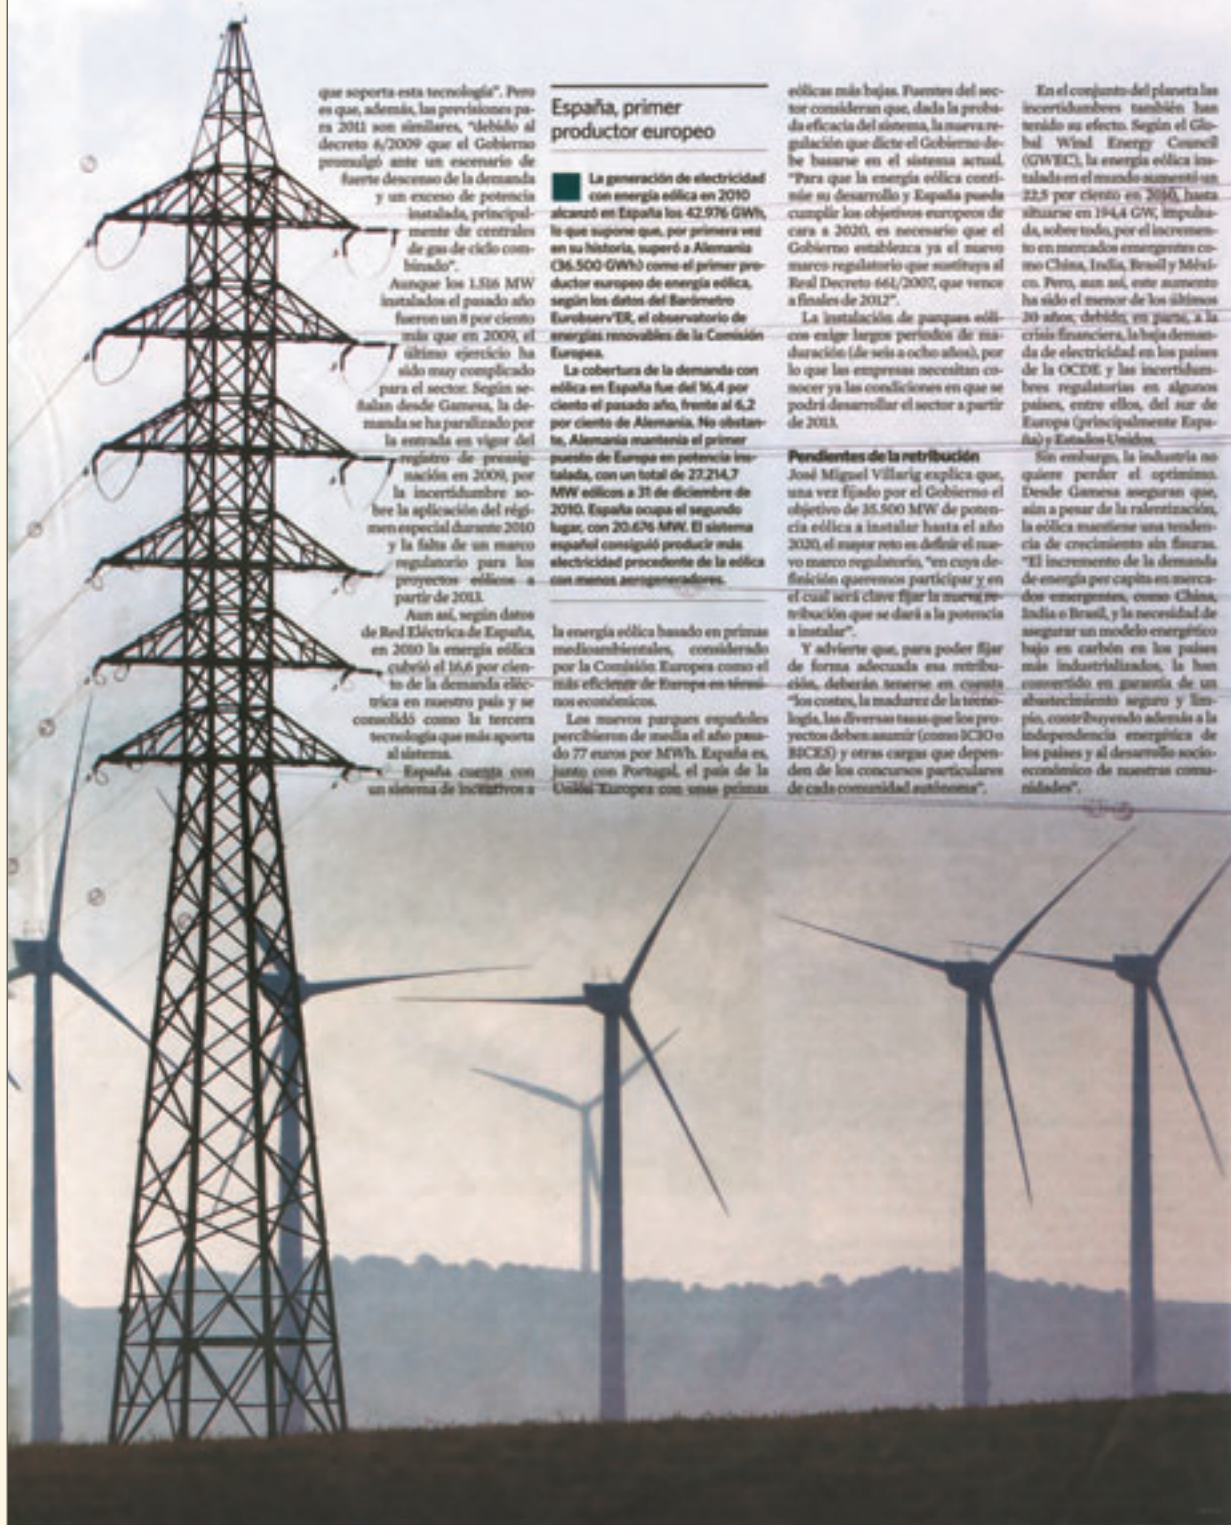 que soporta esta tecnología". Pero
es que, además, las previsiones pa-
ra 2011 son similares, "debido al
decreto 6/2009 que el Gobierno
promulgó ante un escenario de
fuerte descenso de la demanda
y un exceso de potencia
instalada, principal-
mente de centrales
de gas de ciclo com-
binado".
Aunque los 1.516 MW
instalados el pasado año
fueron un 8 por ciento
más que en 2009, el
último ejercicio ha
sido muy complicado
para el sector. Según se-
ñalan desde Gamesa, la de-
manda se ha paralizado por
la entrada en vigor del
registro de preasig-
nación en 2009, por
la incertidumbre so-
bre la aplicación del régi-
men especial durante 2010
y la falta de un marco
regulatorio para los
proyectos eólicos a
partir de 2013.
Aun así, según datos
de Red Eléctrica de España,
en 2010 la energía eólica
cubrió el 16,6 por cien-
to de la demanda eléc-
trica en nuestro país y se
consolidó como la tercera
tecnología que más aporta
al sistema.
España cuenta con
un sistema de incentivos a
España, primer
productor europeo
La generación de electricidad
con energía eólica en 2010
alcanzó en España los 42.976 GWh,
lo que supone que, por primera vez
en su historia, superó a Alemania
(36.500 GWh) como el primer pro-
ductor europeo de energía eólica,
según los datos del Barómetro
Eurobserv'ER, el observatorio de
energías renovables de la Comisión
Europea.
La cobertura de la demanda con
eólica en España fue del 16,4 por
ciento el pasado año, frente al 6,2
por ciento de Alemania. No obstan-
te, Alemania mantenía el primer
puesto de Europa en potencia ins-
talada, con un total de 27.214,7
MW eólicos a 31 de diciembre de
2010. España ocupa el segundo
lugar, con 20.676 MW. El sistema
español consiguió producir más
electricidad procedente de la eólica
con menos aerogeneradores.
la energía eólica basado en primas
medioambientales, considerado
por la Comisión Europea como el
más eficiente de Europa en térmi-
nos económicos.
Los nuevos parques españoles
percibieron de media el año pasa-
do 77 euros por MWh. España es,
junto con Portugal, el país de la
Unión Europea con unas primas
eólicas más bajas. Fuentes del sec-
tor consideran que, dada la proba-
da eficacia del sistema, la nueva re-
gulación que dicte el Gobierno de-
be basarse en el sistema actual.
"Para que la energía eólica conti-
núe su desarrollo y España pueda
cumplir los objetivos europeos de
cara a 2020, es necesario que el
Gobierno establezca ya el nuevo
marco regulatorio que sustituya al
Real Decreto 661/2007, que vence
a finales de 2012".
La instalación de parques eóli-
cos exige largos periodos de ma-
duración (de seis a ocho años), por
lo que las empresas necesitan co-
nocer ya las condiciones en que se
podrá desarrollar el sector a partir
de 2013.
Pendientes de la retribución
José Miguel Villarig explica que,
una vez fijado por el Gobierno el
objetivo de 35.500 MW de poten-
cia eólica a instalar hasta el año
2020, el mayor reto es definir el nue-
vo marco regulatorio, "en cuya de-
finición queremos participar y en
el cual será clave fijar la nueva re-
tribución que se dará a la potencia
a instalar".
Y advierte que, para poder fijar
de forma adecuada esa retribu-
ción, deberán tenerse en cuenta
"los costes, la madurez de la tecno-
logía, las diversas tasas que los pro-
yectos deben asumir (como ICIO o
BICES) y otras cargas que depen-
den de los concursos particulares
de cada comunidad autónoma".
En el conjunto del planeta las
incertidumbres también han
tenido su efecto. Según el Glo-
bal Wind Energy Council
(GWEC), la energía eólica ins-
talada en el mundo aumentó un
22,5 por ciento en 2010, hasta
situarse en 194,4 GW, impulsa-
da, sobre todo, por el incremen-
to en mercados emergentes co-
mo China, India, Brasil y Méxi-
co. Pero, aun así, este aumento
ha sido el menor de los últimos
20 años, debido, en parte, a la
crisis financiera, la baja deman-
da de electricidad en los países
de la OCDE y las incertidum-
bres regulatorias en algunos
países, entre ellos, del sur de
Europa (principalmente Espa-
ña) y Estados Unidos.
Sin embargo, la industria no
quiere perder el optimismo.
Desde Gamesa aseguran que,
aún a pesar de la ralentización,
la eólica mantiene una tenden-
cia de crecimiento sin fisuras.
"El incremento de la demanda
de energía per capita en merca-
dos emergentes, como China,
India o Brasil, y la necesidad de
asegurar un modelo energético
bajo en carbón en los países
más industrializados, la han
convertido en garantía de un
abastecimiento seguro y lim-
pio, contribuyendo además a la
independencia energética de
los países y al desarrollo socio-
económico de nuestras comu-
nidades".